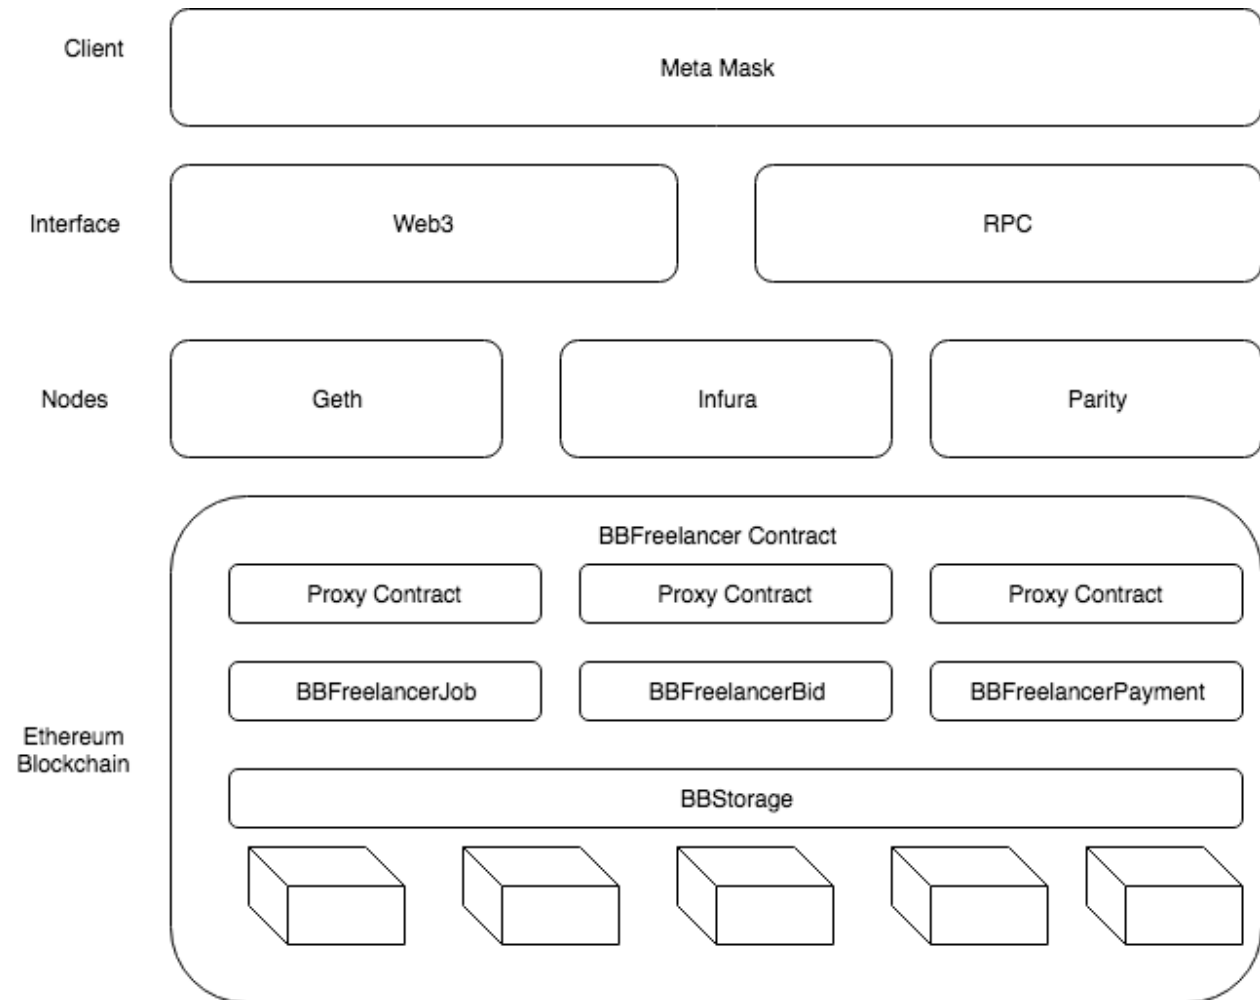 Client
Meta Mask
Interface
Web3
RPC
Nodes
Geth
Infura
Parity
BBFreelancer Contract
Proxy Contract
Proxy Contract
Proxy Contract
BBFreelancerJob
BBFreelancerBid
BBFreelancerPayment
Ethereum
Blockchain
BBStorage